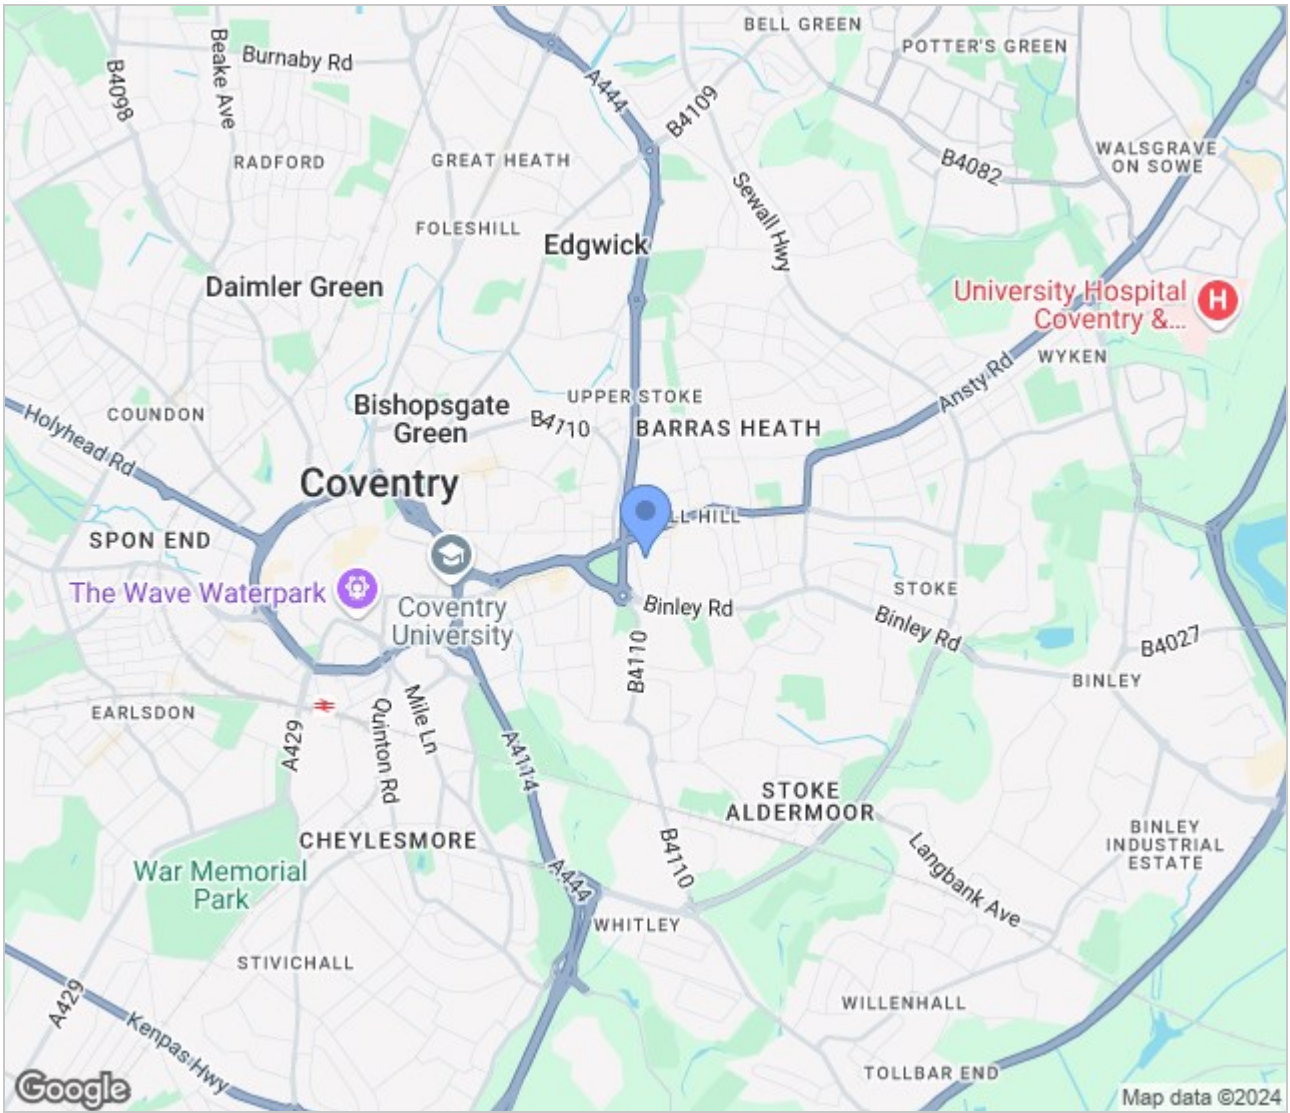 BELL GREEN
POTTER'S GREEN
Burnaby Rd
Beake Ave
B4098
A444
B4109
WALSGRAVE
ON SOWE
RADFORD
GREAT HEATH
B4082
Sewall Hwy
FOLESHILL
Edgwick
Daimler Green
University Hospital
Coventry &...
H
WYKEN
Ansty Rd
UPPER STOKE
Bishopsgate
Green
COUNDON
B4110
BARRAS HEATH
Holyhead Rd
Coventry
LL HILL
SPON END
The Wave Waterpark
STOKE
Coventry
University
Binley Rd
Binley Rd
B4027
B4110
BINLEY
EARLSDON
Mile Ln
Quinton Rd
A429
A4114
STOKE
ALDERMOOR
CHEYLESMORE
BINLEY
INDUSTRIAL
ESTATE
War Memorial
Park
B4110
Langbank Ave
A444
WHITLEY
STIVICHALL
WILLENHALL
A429
Kenpas Hwy
TOLLBAR END
Google
Map data ©2024